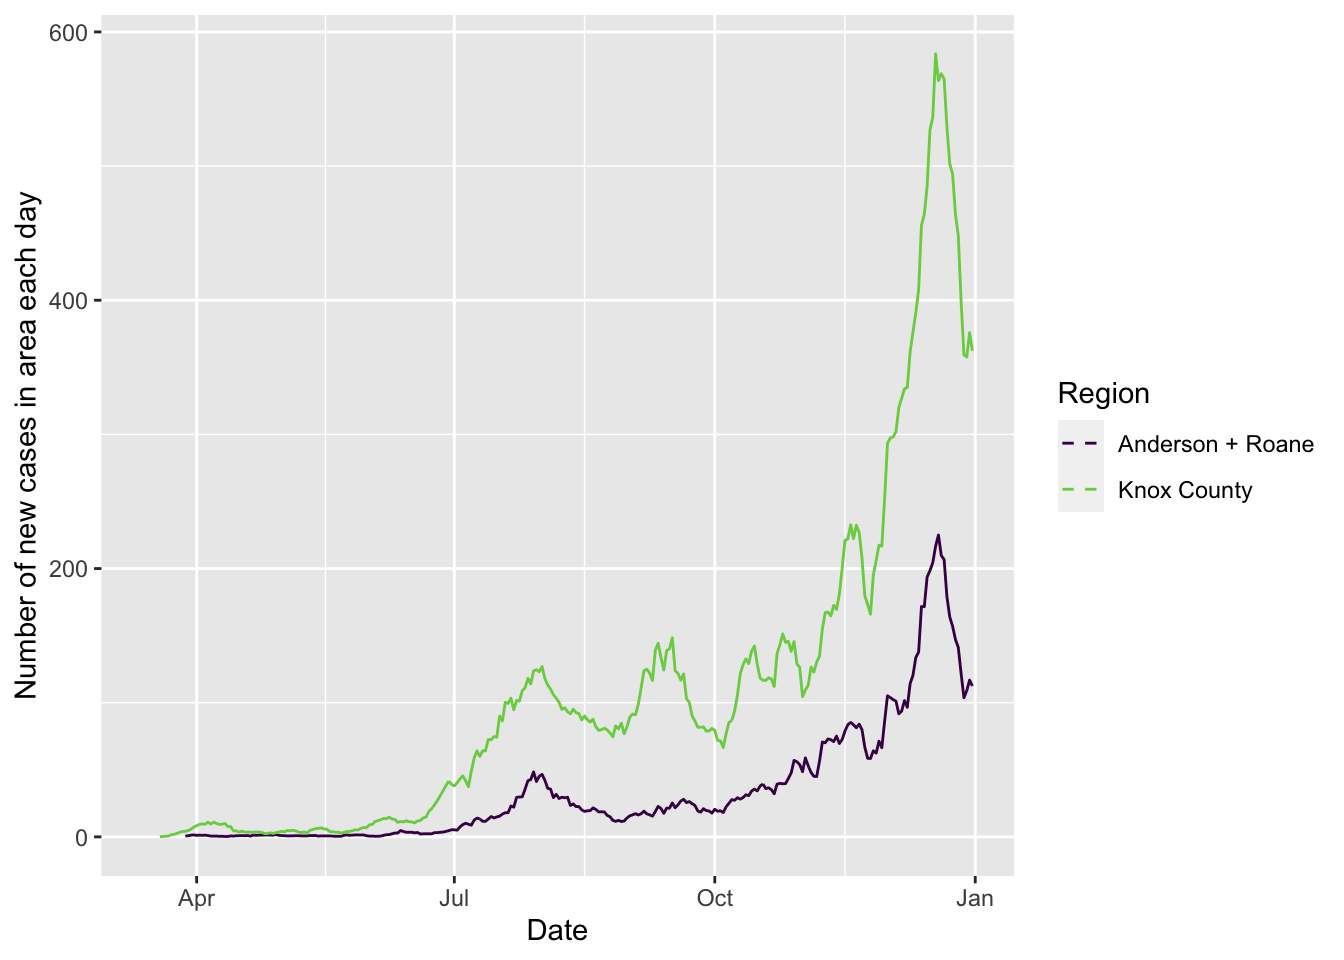 Number of new cases in area each day
600
400
200
0
Apr
Jul
Oct
Jan
Date
Region
Anderson + Roane
Knox County